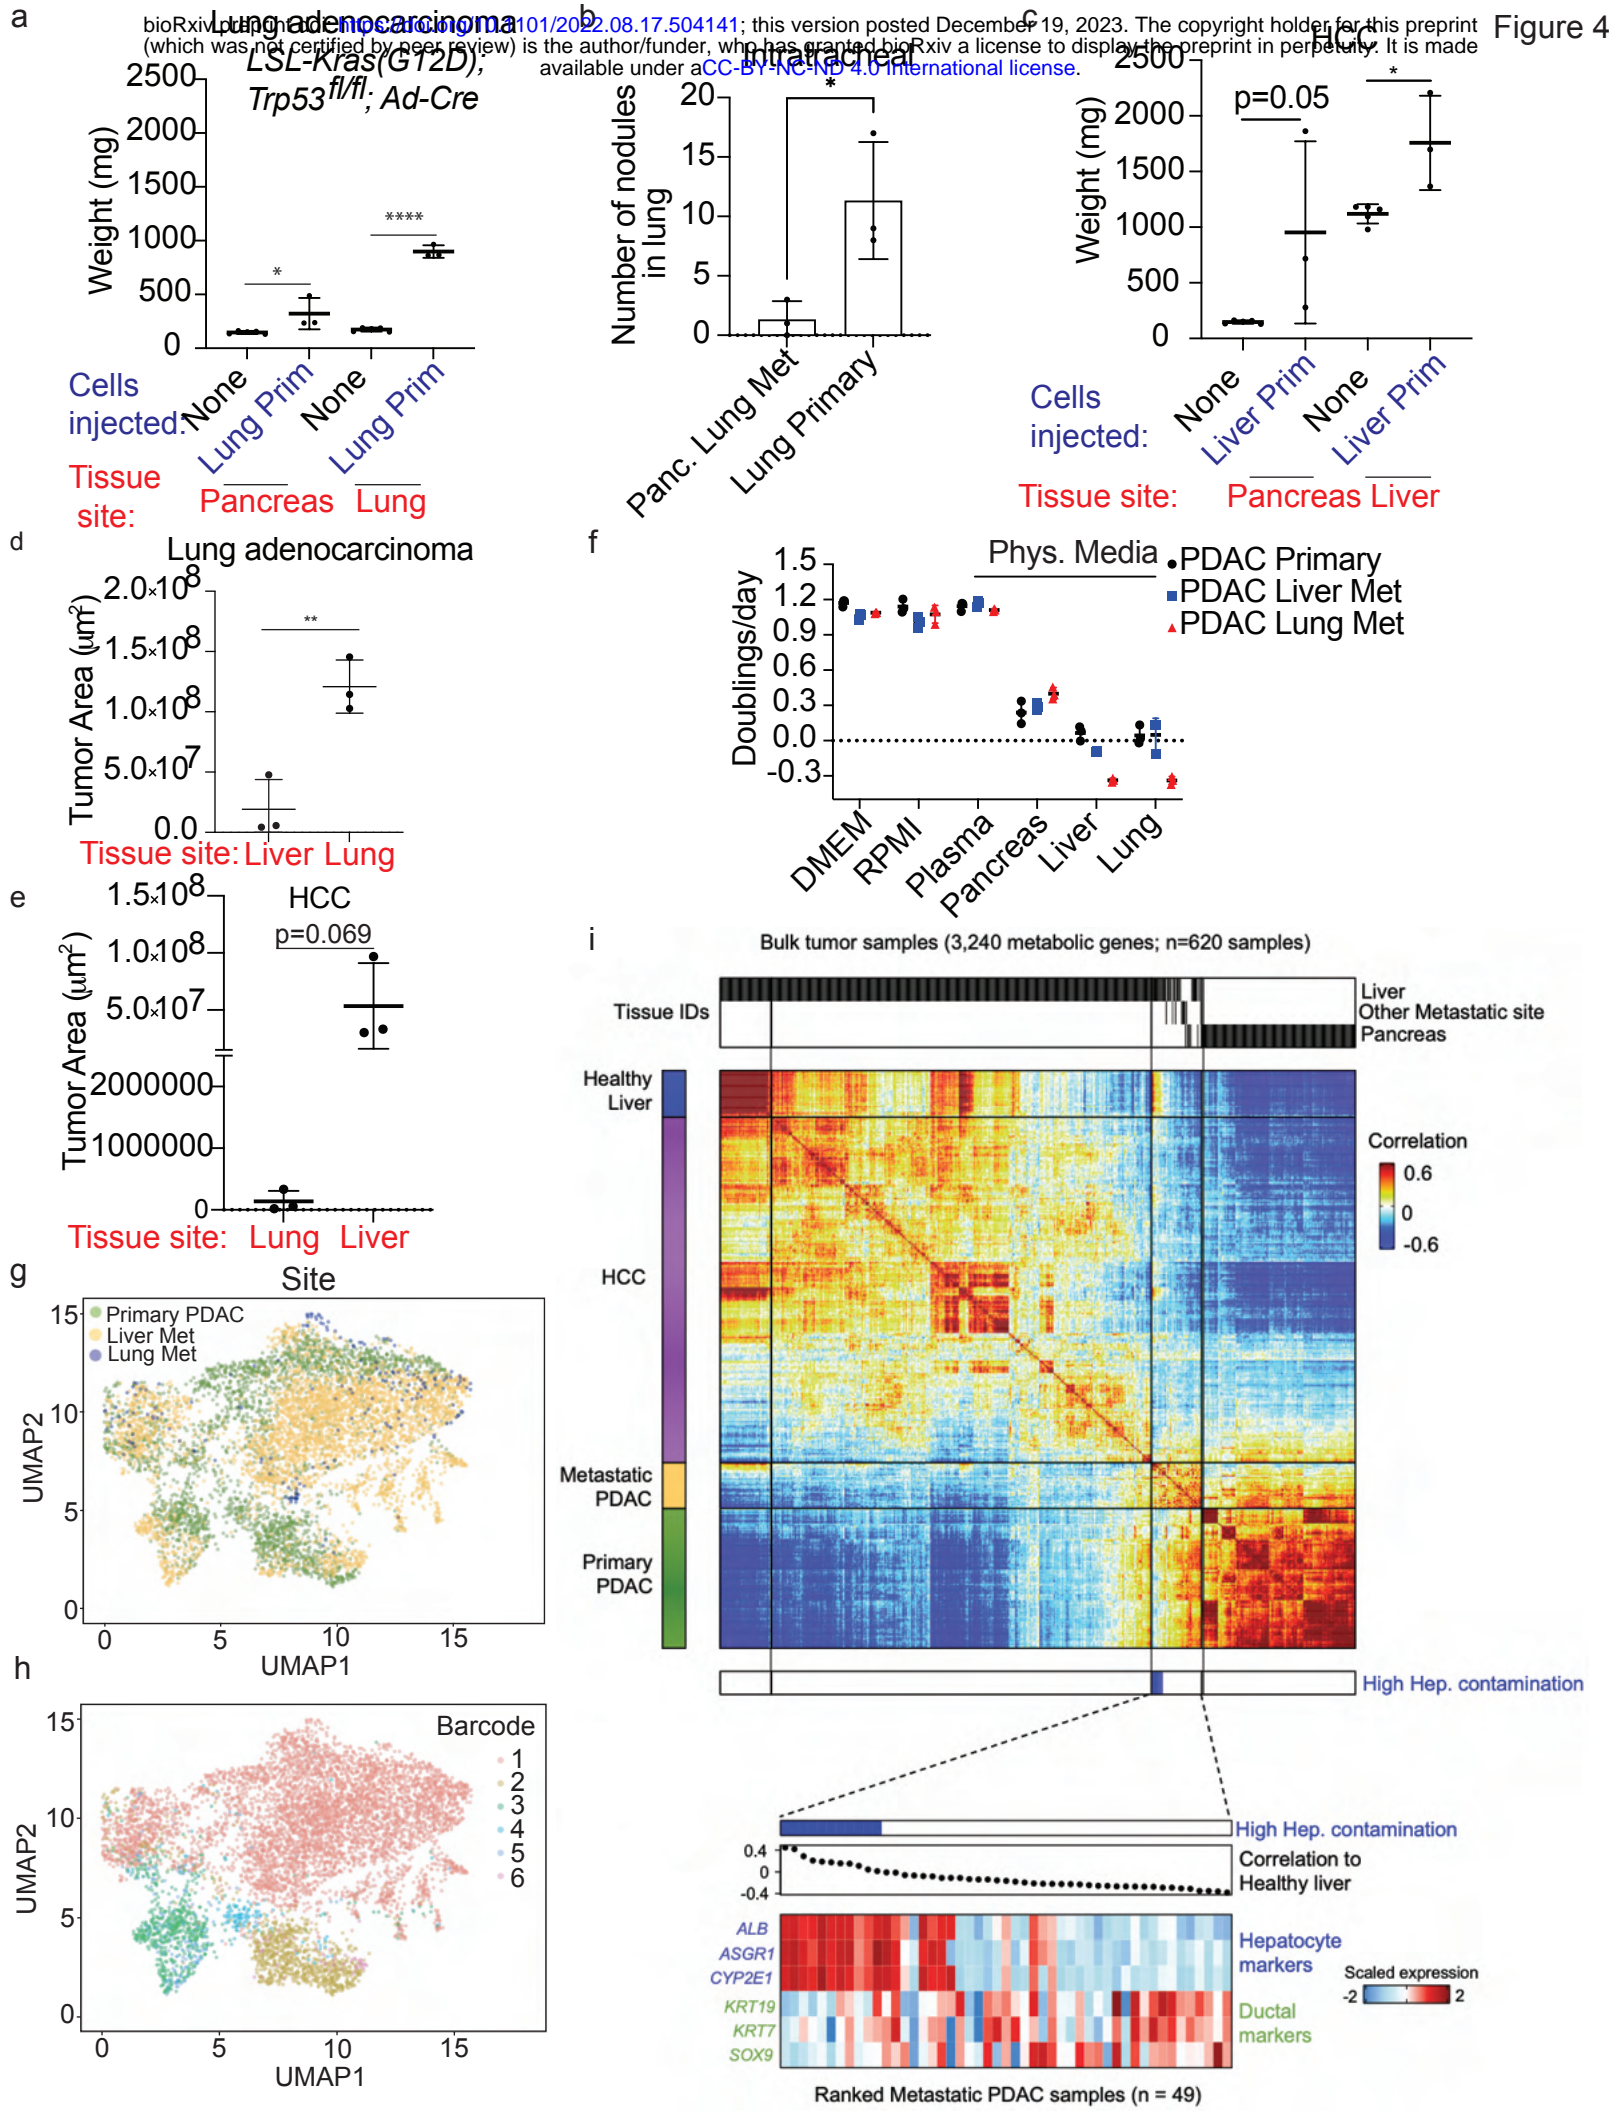 bioRxiv preprint doi: https://doi.org/10.1101/2022.08.17.504141; this version posted December 19, 2023. The copyright holder for this preprint
(which was not certified by peer review) is the author/funder, who has granted bioRxiv a license to display the preprint in perpetuity. It is made
available under aCC-BY-NC-ND 4.0 International license.
Figure 4
a
Lung adenocarcinoma
LSL-Kras(G12D);
Trp53fl/fl; Ad-Cre
Weight (mg)
2500
2000
1500
1000
500
0
*
****
None
Lung Prim
None
Lung Prim
Cells
injected:
Tissue
site:
Pancreas
Lung
b
Intratracheal
Number of nodules
in lung
20
15
10
5
0
*
Panc. Lung Met
Lung Primary
c
HCC
Weight (mg)
2500
2000
1500
1000
500
0
p=0.05
*
None
Liver Prim
None
Liver Prim
Cells
injected:
Tissue site:
Pancreas
Liver
d
Lung adenocarcinoma
Tumor Area (μm2)
2.0×108
1.5×108
1.0×108
5.0×107
0.0
**
Tissue site:
Liver
Lung
e
HCC
p=0.069
Tumor Area (μm2)
1.5×108
1.0×108
5.0×107
2000000
1000000
0
Tissue site:
Lung
Liver
f
Phys. Media
Doublings/day
1.5
1.2
0.9
0.6
0.3
0.0
-0.3
DMEM
RPMI
Plasma
Pancreas
Liver
Lung
PDAC Primary
PDAC Liver Met
PDAC Lung Met
g
Site
Primary PDAC
Liver Met
Lung Met
UMAP2
15
10
5
0
0
5
10
15
UMAP1
h
Barcode
1
2
3
4
5
6
UMAP2
15
10
5
0
0
5
10
15
UMAP1
i
Bulk tumor samples (3,240 metabolic genes; n=620 samples)
Tissue IDs
Liver
Other Metastatic site
Pancreas
Healthy
Liver
HCC
Metastatic
PDAC
Primary
PDAC
Correlation
0.6
0
-0.6
High Hep. contamination
High Hep. contamination
0.4
0
-0.4
Correlation to
Healthy liver
ALB
ASGR1
CYP2E1
KRT19
KRT7
SOX9
Hepatocyte
markers
Ductal
markers
Scaled expression
-2
2
Ranked Metastatic PDAC samples (n = 49)